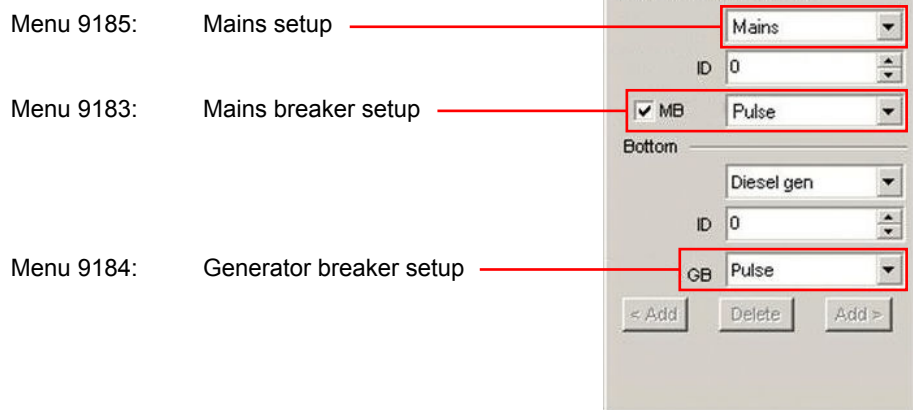 Menu 9185: Mains setup
Mains
ID 0
Menu 9183: Mains breaker setup
MB Pulse
Bottom
Diesel gen
ID 0
Menu 9184: Generator breaker setup
GB Pulse
< Add Delete Add >